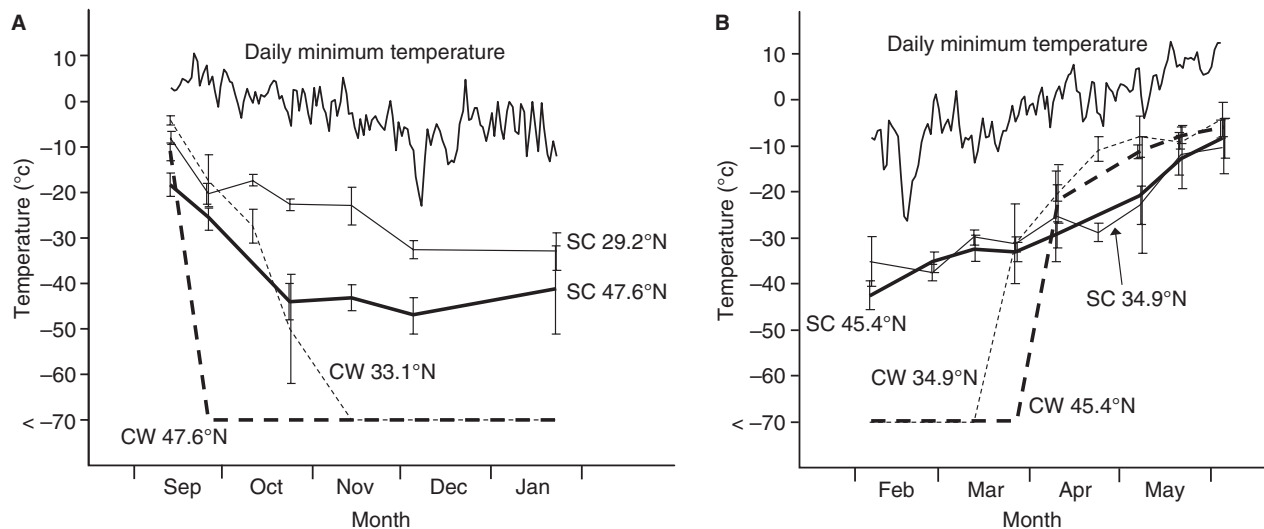 A
Daily minimum temperature
Temperature (°c)
10
0
–10
–20
–30
–40
–50
–60
< –70
SC 29.2°N
SC 47.6°N
CW 33.1°N
CW 47.6°N
Sep Oct Nov Dec Jan
Month
B
Daily minimum temperature
Temperature (°c)
10
0
–10
–20
–30
–40
–50
–60
< –70
SC 34.9°N
SC 45.4°N
CW 34.9°N
CW 45.4°N
Feb Mar Apr May
Month